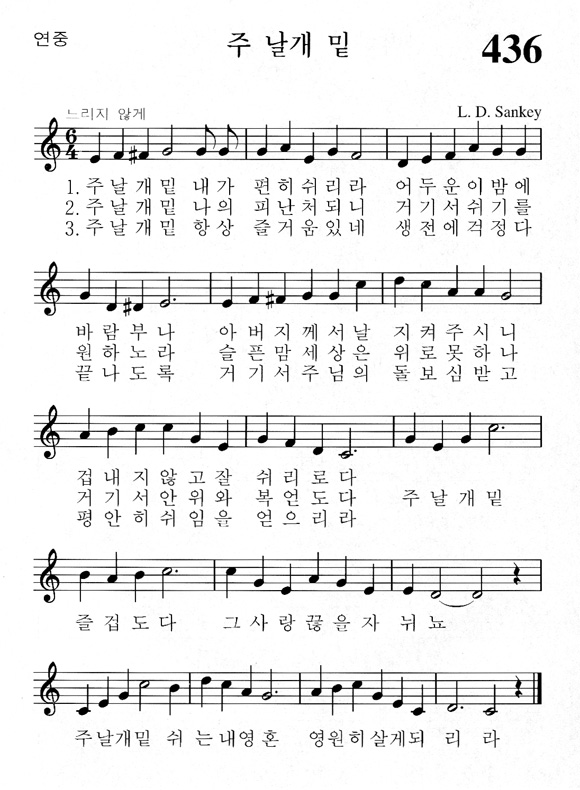 연중
주 날개 밑
436
느리지 않게
L. D. Sankey
1. 주 날 개 밑 내 가 편 히 쉬 리 라 어 두 운 이 밤 에
2. 주 날 개 밑 나 의 피 난 처 되 니 거 기 서 쉬 기 를
3. 주 날 개 밑 항 상 즐 거 움 있 네 생 전 에 걱 정 다
바 람 부 나 아 버 지 께 서 날 지 켜 주 시 니
원 하 노 라 슬 픈 맘 세 상 은 위 로 못 하 나
끝 나 도 록 거 기 서 주 님 의 돌 보 심 받 고
겁 내 지 않 고 잘 쉬 리 로 다
거 기 서 안 위 와 복 얻 도 다 주 날 개 밑
평 안 히 쉬 임 을 얻 으 리 라
즐 겁 도 다 그 사 랑 끊 을 자 뉘 뇨
주 날 개 밑 쉬 는 내 영 혼 영 원 히 살 게 되 리 라